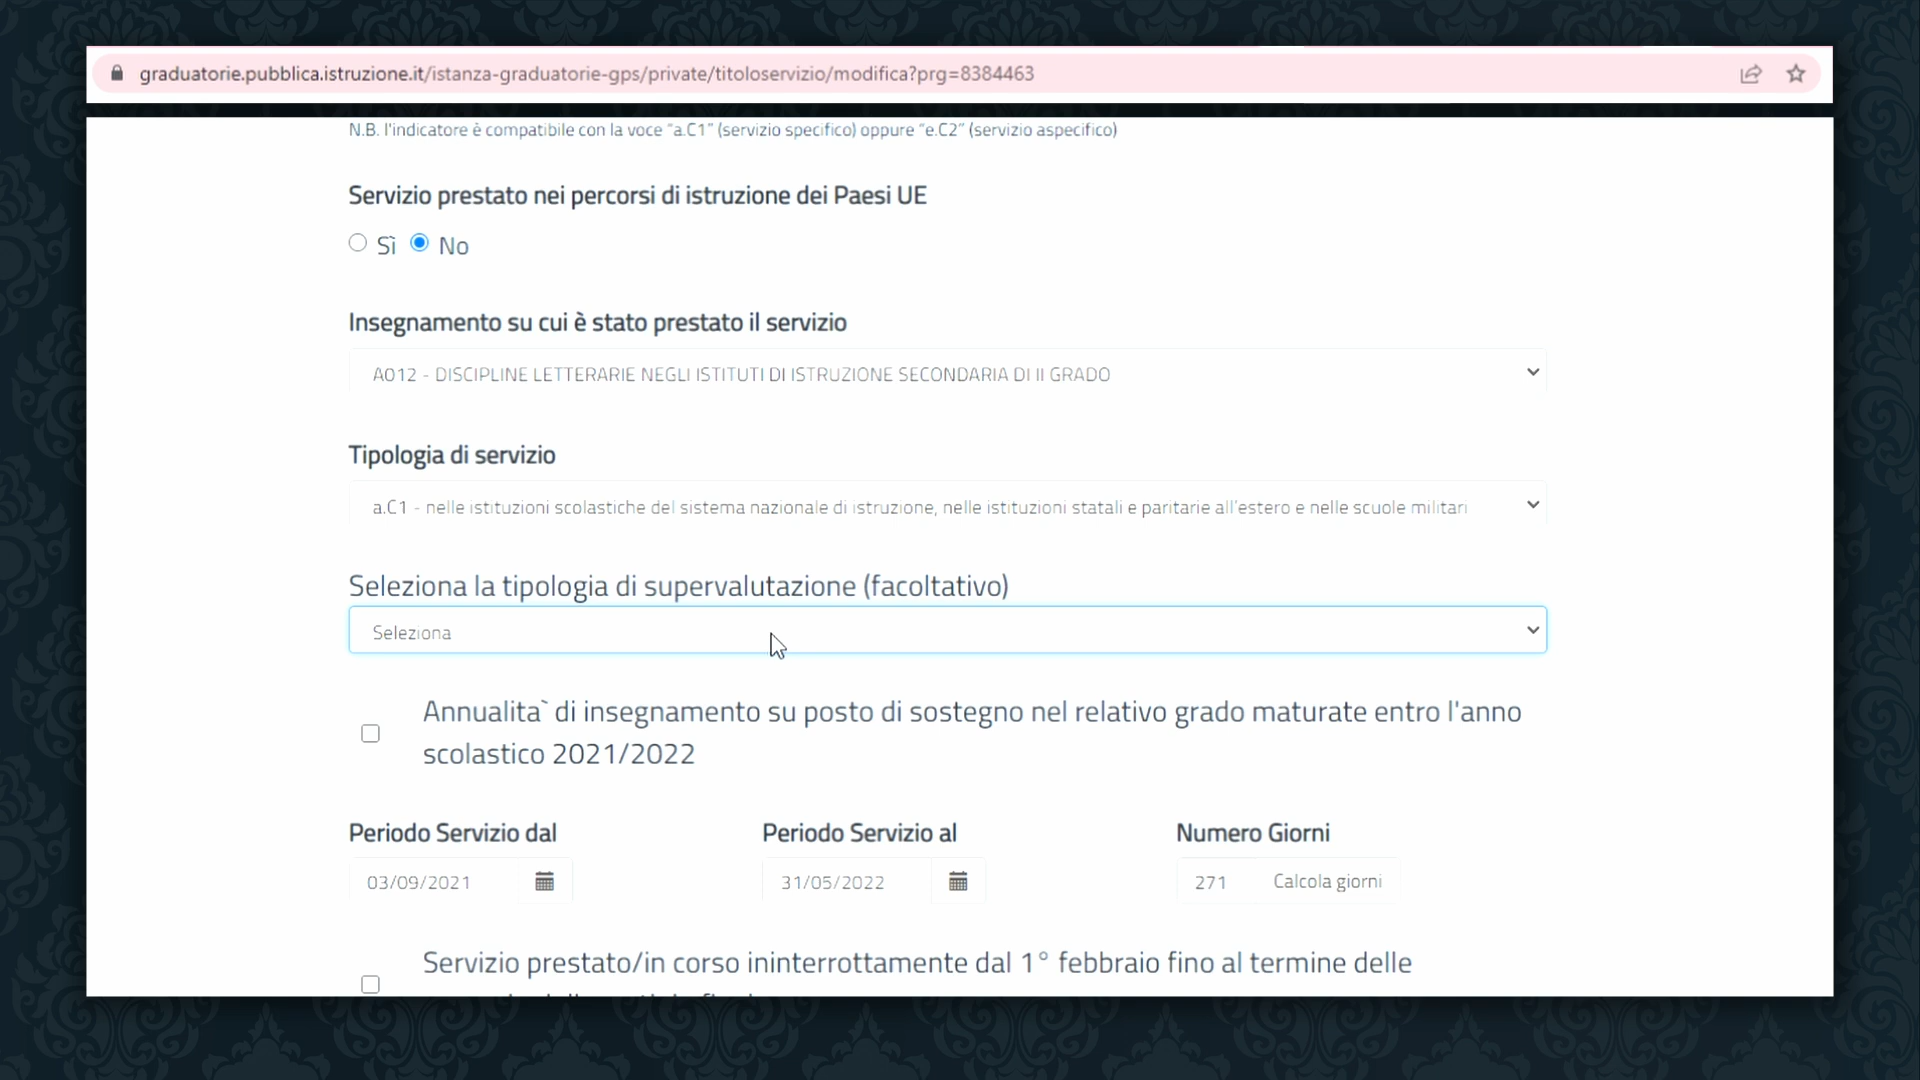 graduatorie.pubblica.istruzione.it/istanza-graduatorie-gps/private/titoloservizio/modifica?prg=8384463
N.B. l'indicatore è compatibile con la voce "a.C1" (servizio specifico) oppure "e.C2" (servizio aspecifico)
Servizio prestato nei percorsi di istruzione dei Paesi UE
Sì No
Insegnamento su cui è stato prestato il servizio
A012 - DISCIPLINE LETTERARIE NEGLI ISTITUTI DI ISTRUZIONE SECONDARIA DI II GRADO
Tipologia di servizio
a.C1 - nelle istituzioni scolastiche del sistema nazionale di istruzione, nelle istituzioni statali e paritarie all'estero e nelle scuole militari
Seleziona la tipologia di supervalutazione (facoltativo)
Seleziona
Annualita` di insegnamento su posto di sostegno nel relativo grado maturate entro l'anno
scolastico 2021/2022
Periodo Servizio dal Periodo Servizio al Numero Giorni
03/09/2021 31/05/2022 271 Calcola giorni
Servizio prestato/in corso ininterrottamente dal 1° febbraio fino al termine delle